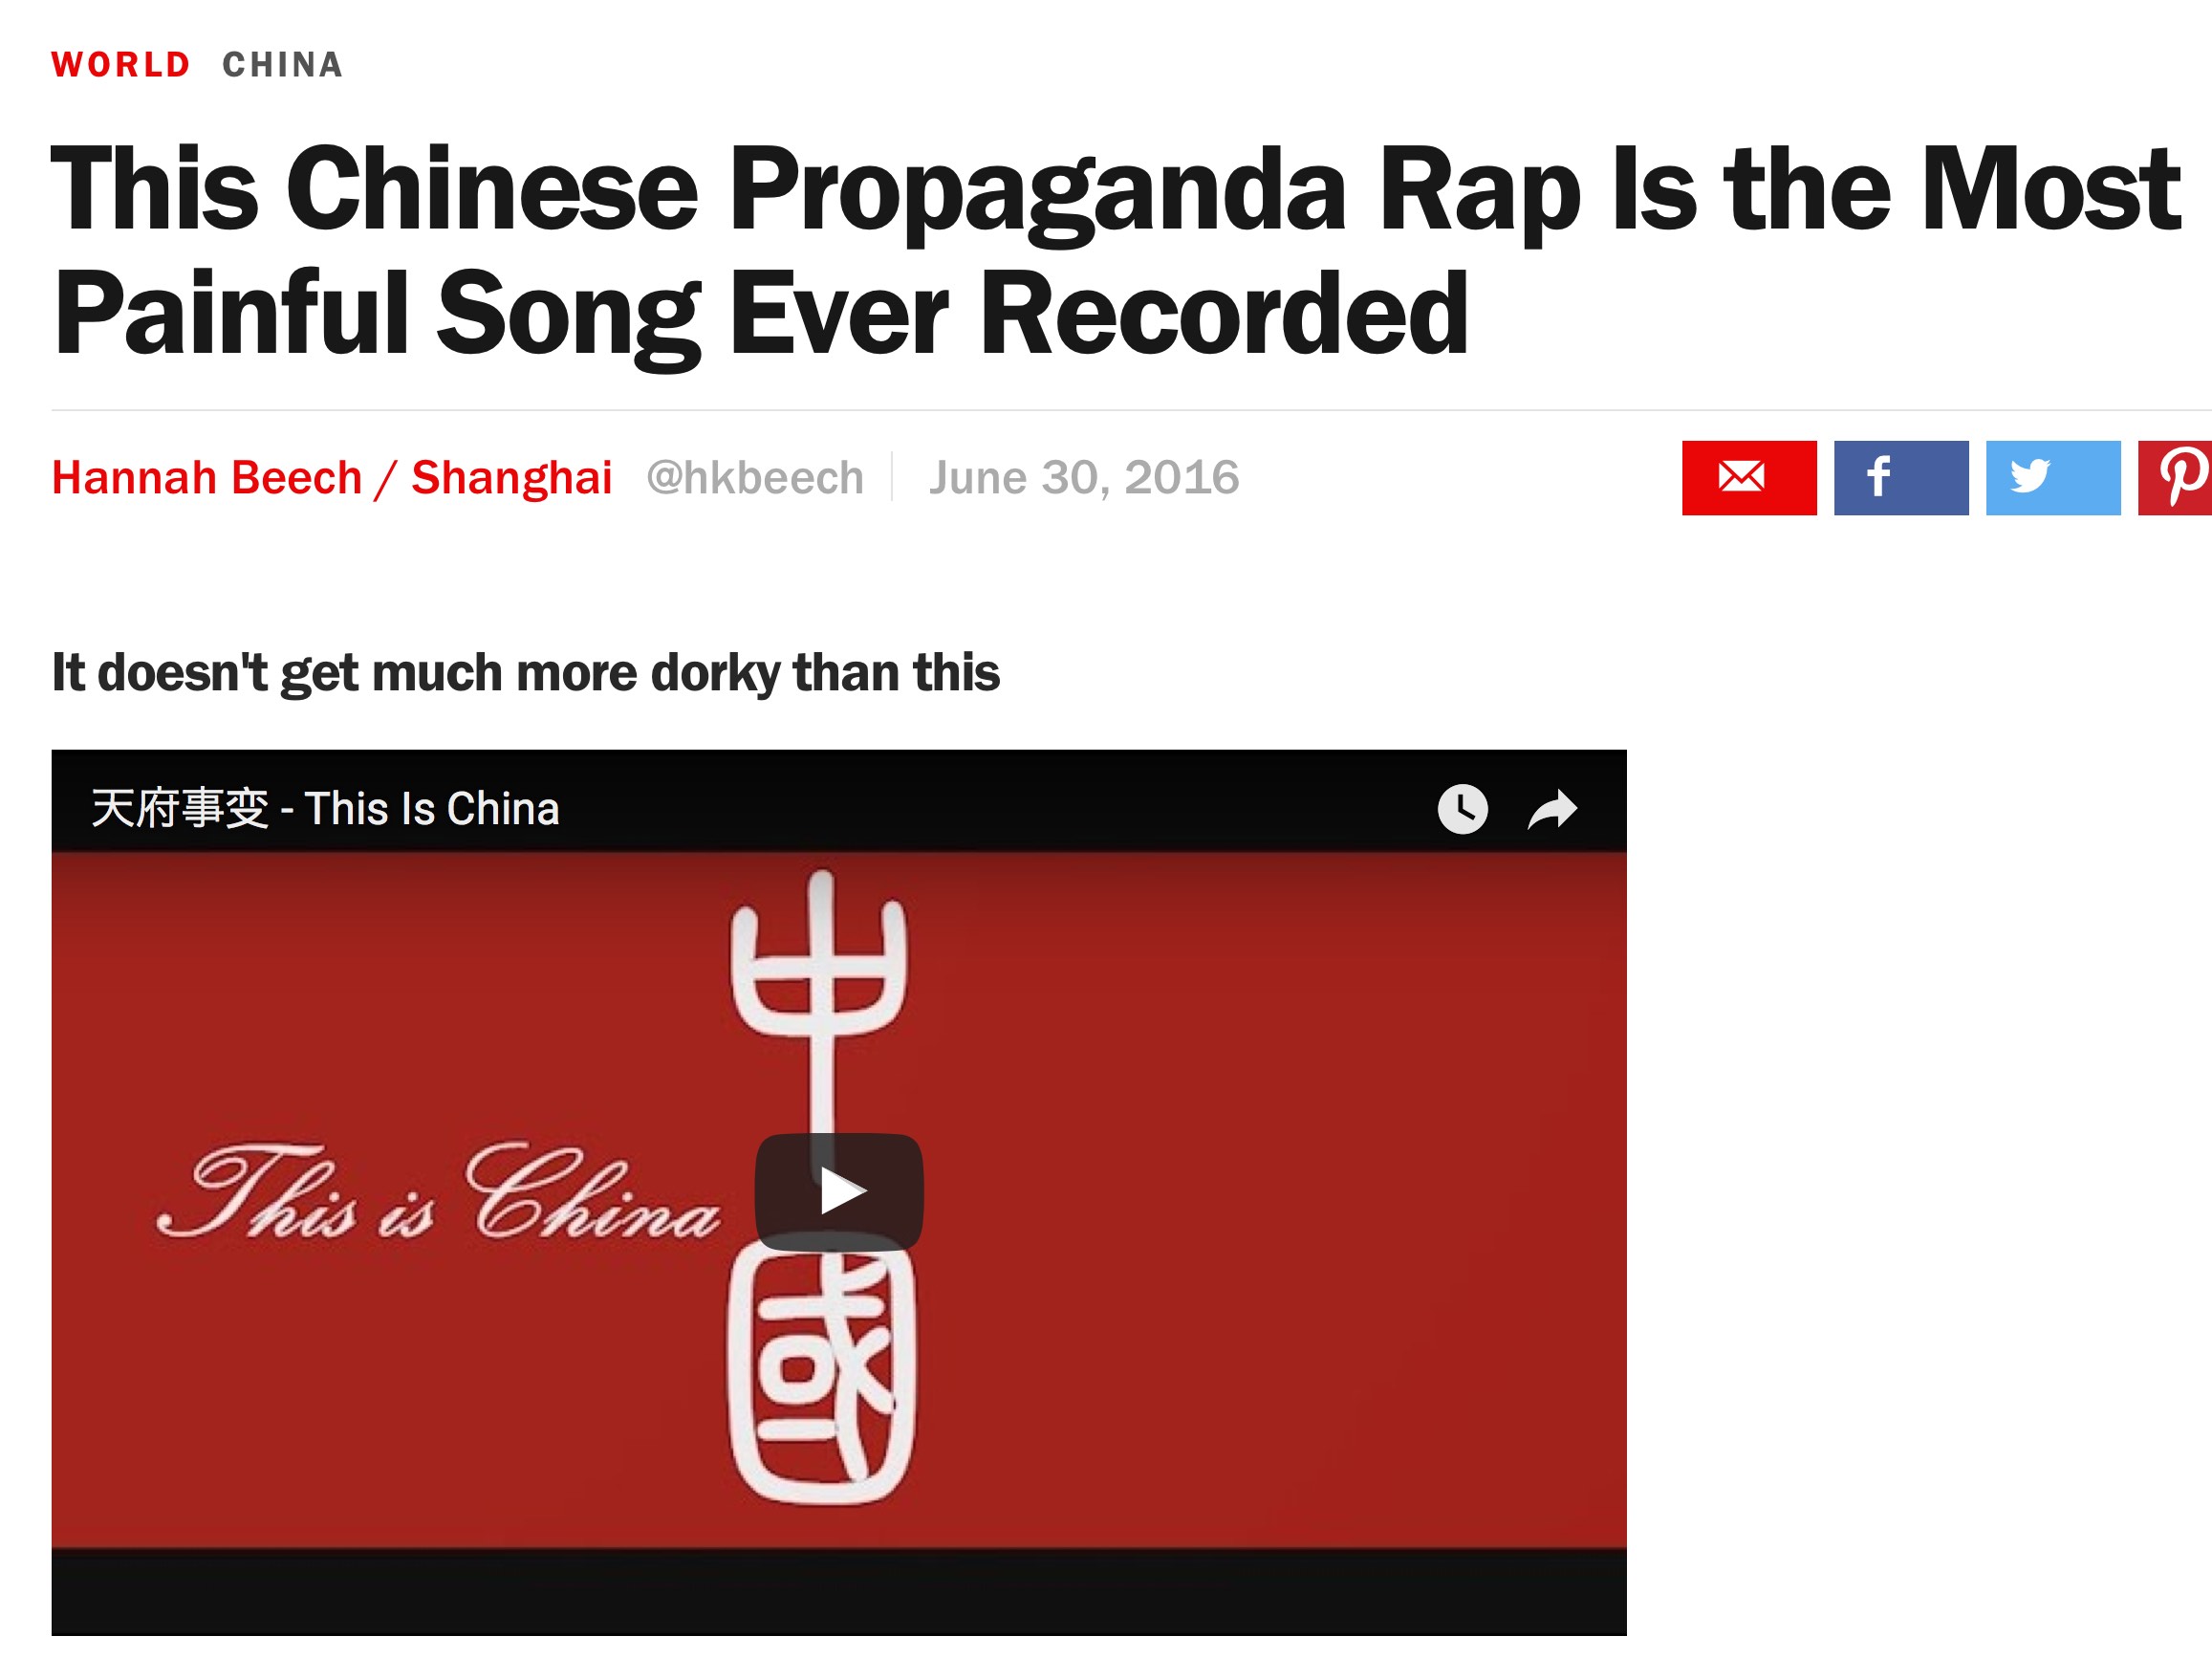 WORLD CHINA
This Chinese Propaganda Rap Is the Most
Painful Song Ever Recorded
Hannah Beech / Shanghai @hkbeech June 30, 2016
It doesn't get much more dorky than this
天府事变 - This Is China
中
This is China
國